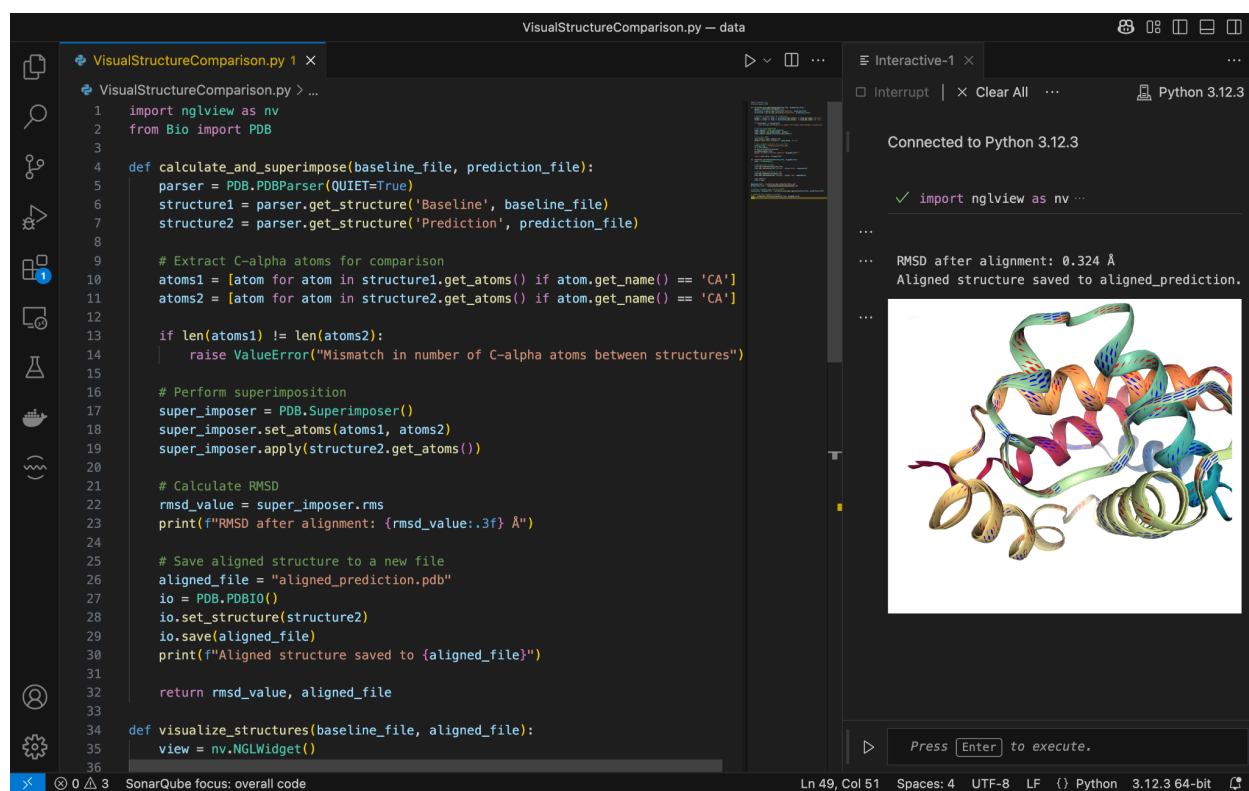 VisualStructureComparison.py — data
VisualStructureComparison.py 1
VisualStructureComparison.py > ...
1 import nglview as nv
2 from Bio import PDB
3
4 def calculate_and_superimpose(baseline_file, prediction_file):
5     parser = PDB.PDBParser(QUIET=True)
6     structure1 = parser.get_structure('Baseline', baseline_file)
7     structure2 = parser.get_structure('Prediction', prediction_file)
8
9     # Extract C-alpha atoms for comparison
10     atoms1 = [atom for atom in structure1.get_atoms() if atom.get_name() == 'CA']
11     atoms2 = [atom for atom in structure2.get_atoms() if atom.get_name() == 'CA']
12
13     if len(atoms1) != len(atoms2):
14         raise ValueError("Mismatch in number of C-alpha atoms between structures")
15
16     # Perform superimposition
17     super_imposer = PDB.Superimposer()
18     super_imposer.set_atoms(atoms1, atoms2)
19     super_imposer.apply(structure2.get_atoms())
20
21     # Calculate RMSD
22     rmsd_value = super_imposer.rms
23     print(f"RMSD after alignment: {rmsd_value:.3f} Å")
24
25     # Save aligned structure to a new file
26     aligned_file = "aligned_prediction.pdb"
27     io = PDB.PDBIO()
28     io.set_structure(structure2)
29     io.save(aligned_file)
30     print(f"Aligned structure saved to {aligned_file}")
31
32     return rmsd_value, aligned_file
33
34 def visualize_structures(baseline_file, aligned_file):
35     view = nv.NGLWidget()
36
Interactive-1
Interrupt | Clear All ... Python 3.12.3
Connected to Python 3.12.3
import nglview as nv ...
RMSD after alignment: 0.324 Å
Aligned structure saved to aligned_prediction.
Press Enter to execute.
1
0 3 SonarQube focus: overall code Ln 49, Col 51 Spaces: 4 UTF-8 LF {} Python 3.12.3 64-bit